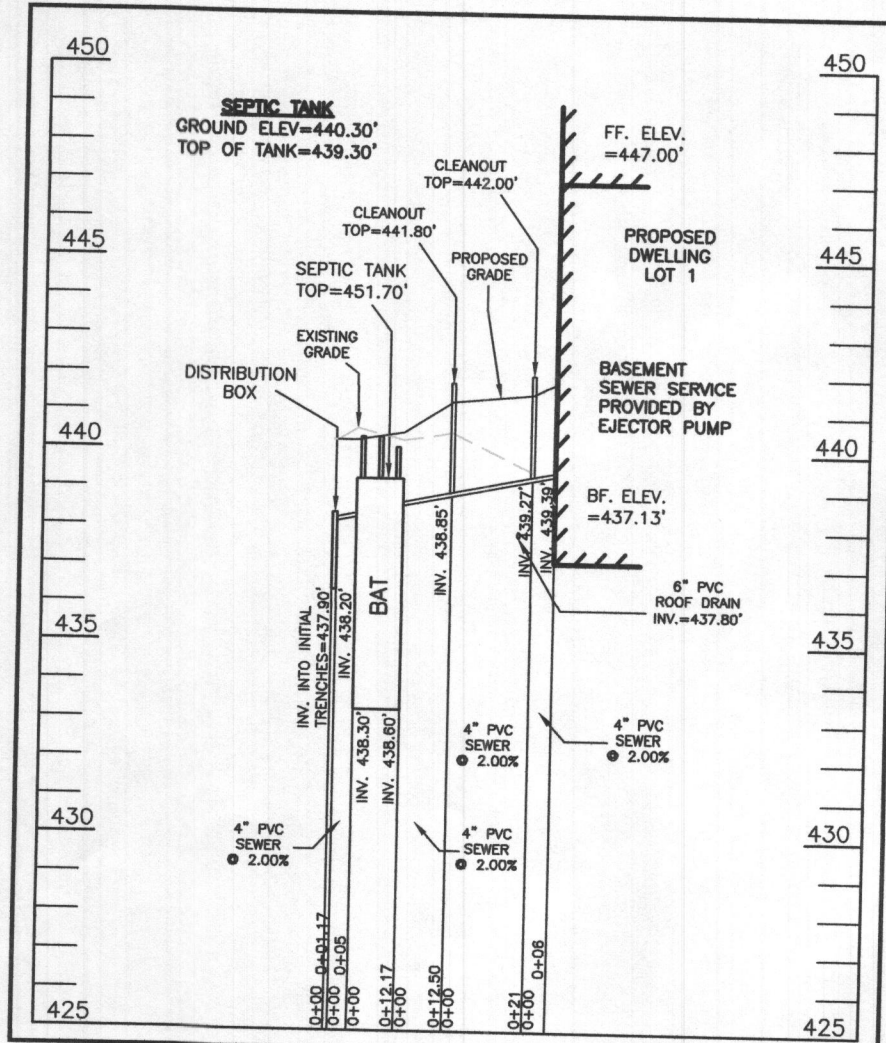 450
450
SEPTIC TANK
GROUND ELEV=440.30'
TOP OF TANK=439.30'
FF. ELEV.
=447.00'
CLEANOUT
TOP=442.00'
CLEANOUT
TOP=441.80'
445
445
PROPOSED
DWELLING
LOT 1
PROPOSED
GRADE
SEPTIC TANK
TOP=451.70'
EXISTING
GRADE
DISTRIBUTION
BOX
BASEMENT
SEWER SERVICE
PROVIDED BY
EJECTOR PUMP
440
440
BF. ELEV.
=437.13'
INV. INTO INITIAL
TRENCHES=437.90'
INV. 438.20'
BAT
INV. 438.30'
INV. 438.60'
INV. 438.85'
INV. 439.27'
INV. 439.39'
6" PVC
ROOF DRAIN
INV.=437.80'
435
435
4" PVC
SEWER
@ 2.00%
4" PVC
SEWER
@ 2.00%
430
430
4" PVC
SEWER
@ 2.00%
4" PVC
SEWER
@ 2.00%
425
0+00
0+01.17
0+00
0+05
0+00
0+12.17
0+00
0+12.50
0+00
0+21
0+00
0+06
425